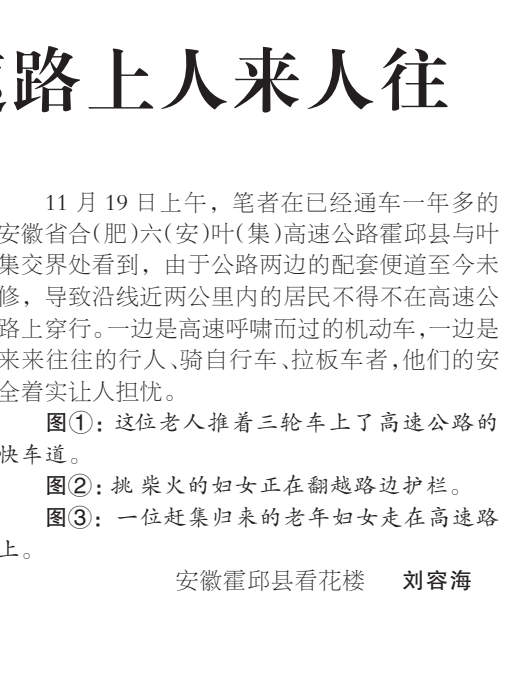 路上人来人往
11 月 19 日上午，笔者在已经通车一年多的
安徽省合(肥)六(安)叶(集)高速公路霍邱县与叶
集交界处看到，由于公路两边的配套便道至今未
修，导致沿线近两公里内的居民不得不在高速公
路上穿行。一边是高速呼啸而过的机动车，一边是
来来往往的行人、骑自行车、拉板车者，他们的安
全着实让人担忧。
图①：这位老人推着三轮车上了高速公路的
快车道。
图②：挑柴火的妇女正在翻越路边护栏。
图③：一位赶集归来的老年妇女走在高速路
上。
安徽霍邱县看花楼 刘容海